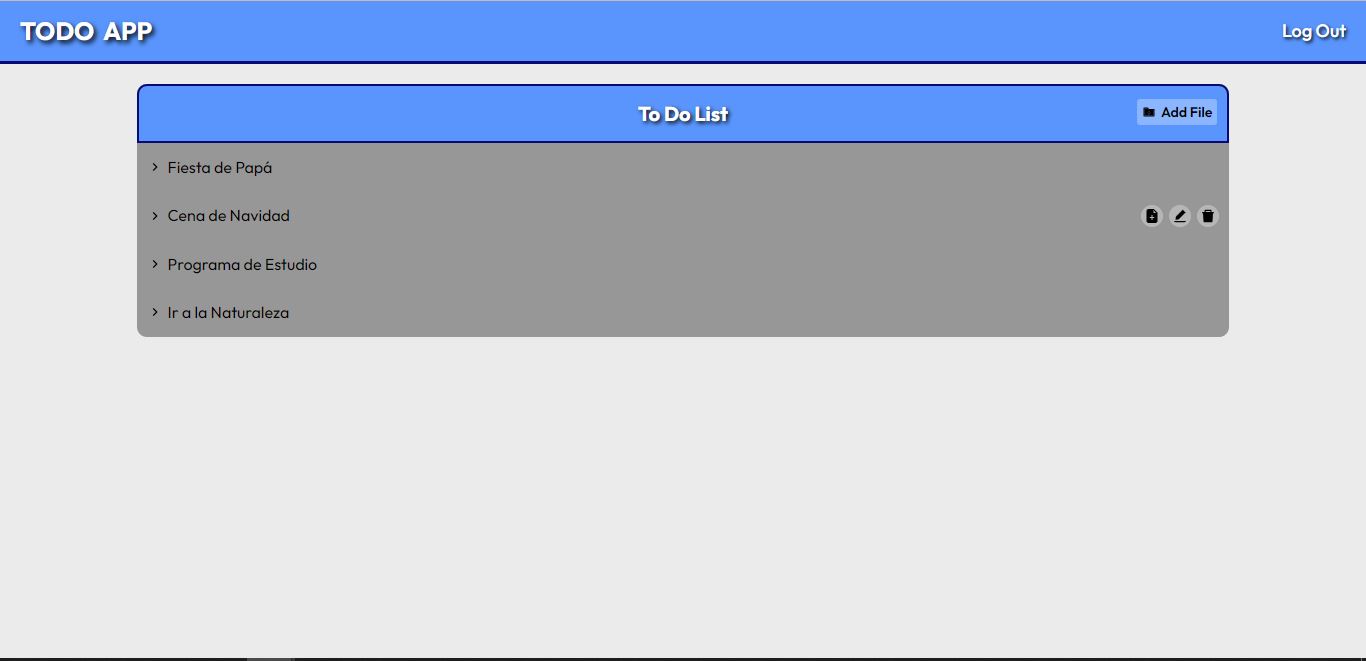 TODO APP
Log Out
To Do List
Add File
Fiesta de Papá
Cena de Navidad
Programa de Estudio
Ir a la Naturaleza